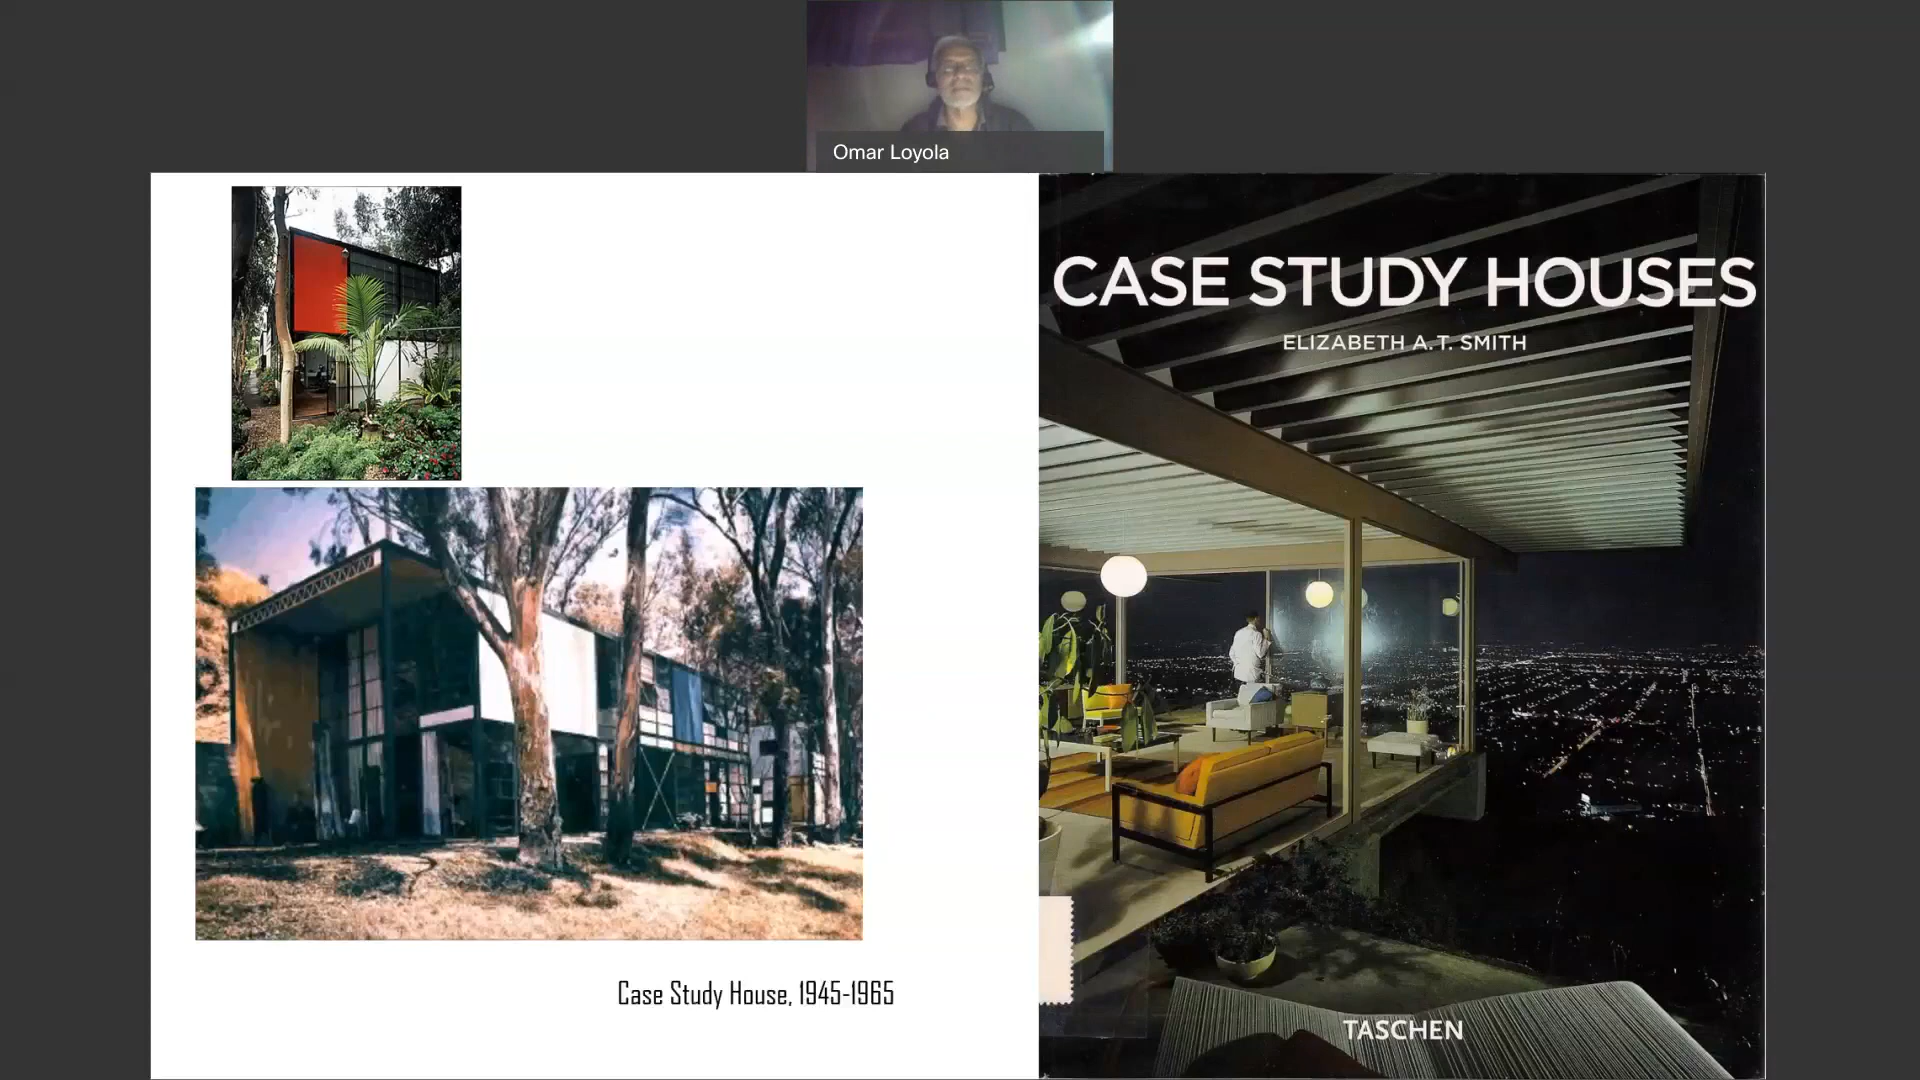 Omar Loyola
CASE STUDY HOUSES
ELIZABETH A.T. SMITH
Case Study House, 1945-1965
TASCHEN